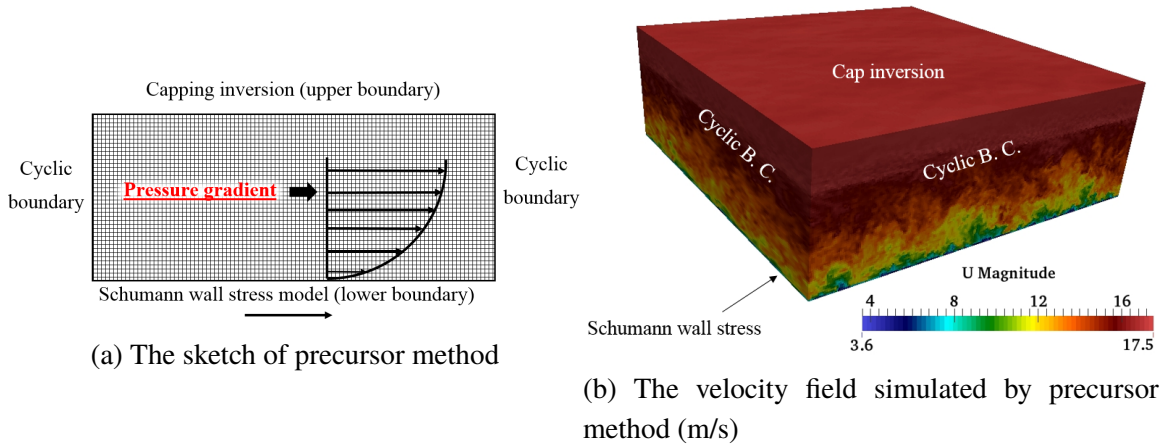 Capping inversion (upper boundary)
Cyclic
boundary
Pressure gradient
Cyclic
boundary
Schumann wall stress model (lower boundary)
(a) The sketch of precursor method
Cap inversion
Cyclic B. C.
Cyclic B. C.
Schumann wall stress
U Magnitude
4 8 12 16
3.6 17.5
(b) The velocity field simulated by precursor
method (m/s)